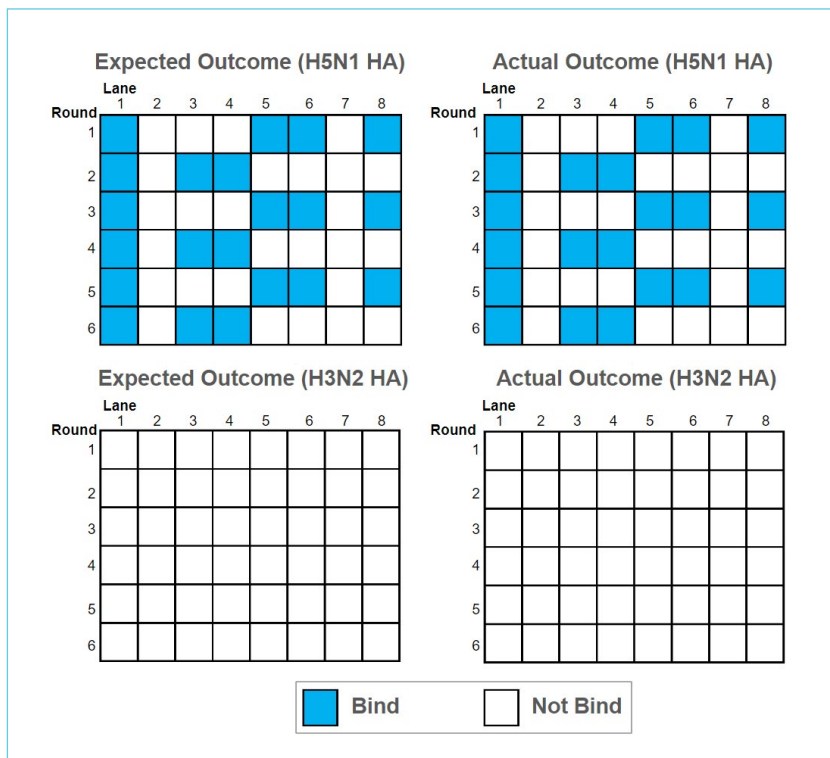 Expected Outcome (H5N1 HA)
Lane
1 2 3 4 5 6 7 8
Round
1
2
3
4
5
6
Actual Outcome (H5N1 HA)
Lane
1 2 3 4 5 6 7 8
Round
1
2
3
4
5
6
Expected Outcome (H3N2 HA)
Lane
1 2 3 4 5 6 7 8
Round
1
2
3
4
5
6
Actual Outcome (H3N2 HA)
Lane
1 2 3 4 5 6 7 8
Round
1
2
3
4
5
6
Bind
Not Bind